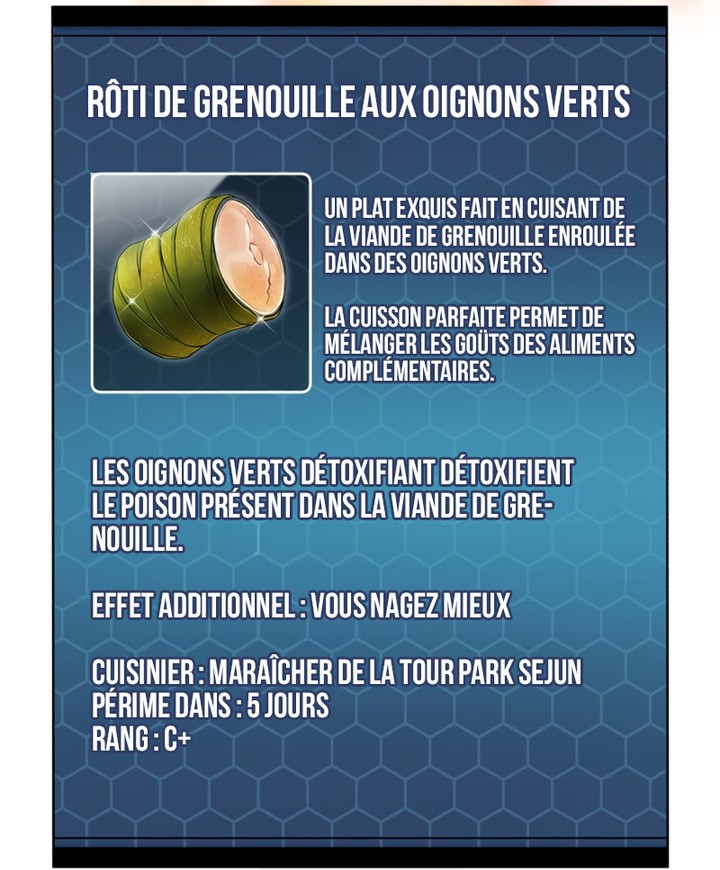 RÔTI DE GRENOUILLE AUX OIGNONS VERTS
UN PLAT EXQUIS FAIT EN CUISANT DE
LA VIANDE DE GRENOUILLE ENROULÉE
DANS DES OIGNONS VERTS.
LA CUISSON PARFAITE PERMET DE
MÉLANGER LES GOÜTS DES ALIMENTS
COMPLÉMENTAIRES.
LES OIGNONS VERTS DÉTOXIFIANT DÉTOXIFIENT
LE POISON PRÉSENT DANS LA VIANDE DE GRE-
NOUILLE.
EFFET ADDITIONNEL : VOUS NAGEZ MIEUX
CUISINIER : MARAÎCHER DE LA TOUR PARK SEJUN
PÉRIME DANS : 5 JOURS
RANG : C+